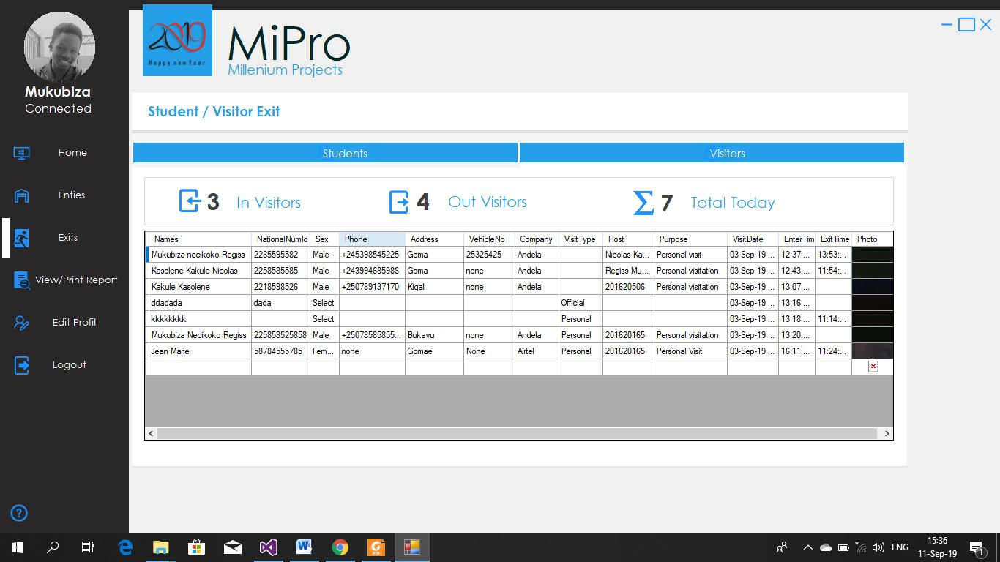 2019
Happy new Year
MiPro
Millenium Projects
Mukubiza
Connected
Home
Enties
Exits
View/Print Report
Edit Profil
Logout
Student / Visitor Exit
Students Visitors
3 In Visitors 4 Out Visitors Σ 7 Total Today
Names NationalNumId Sex Phone Address VehicleNo Company VisitType Host Purpose VisitDate EnterTim ExitTime Photo
Mukubiza necikoko Regiss 2285595582 Male +245398545225 Goma 25325425 Andela Nicolas Ka... Personal visit 03-Sep-19 ... 12:37:... 13:53:...
Kasolene Kakule Nicolas 2258585585 Male +243994685988 Goma none Andela Regiss Mu... Personal visitation 03-Sep-19 ... 12:43:... 11:54:...
Kakule Kasolene 2218598526 Male +250789137170 Kigali none Andela 201620506 Personal visitation 03-Sep-19 ... 13:07:...
ddadada dada Select Official 03-Sep-19 ... 13:16:...
kkkkkkkk Select Personal 03-Sep-19 ... 13:18:... 11:14:...
Mukubiza Necikoko Regiss 225858525858 Male +25078585855... Bukavu none Andela Personal 201620165 Personal visitation 03-Sep-19 ... 13:20:...
Jean Marie 58784555785 Fem... none Gomae None Airtel Personal 201620165 Personal Visit 03-Sep-19 ... 16:11:... 11:24:...
?
PDF
ENG
15:36
11-Sep-19
1